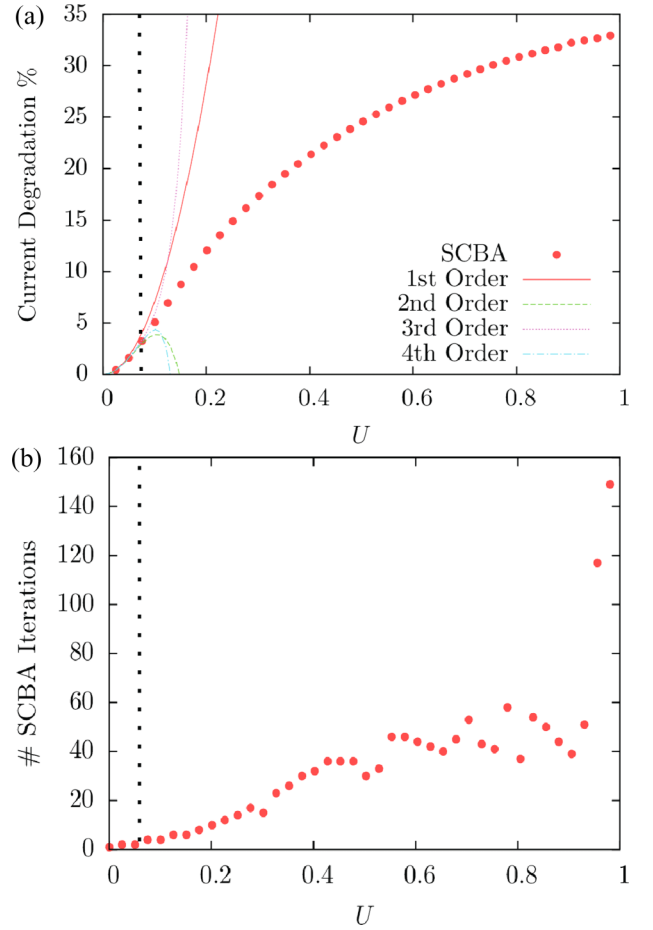 (a)
35
30
25
20
15
10
5
0
Current Degradation %
SCBA
1st Order
2nd Order
3rd Order
4th Order
0 0.2 0.4 0.6 0.8 1
U
(b)
160
140
120
100
80
60
40
20
0
# SCBA Iterations
0 0.2 0.4 0.6 0.8 1
U